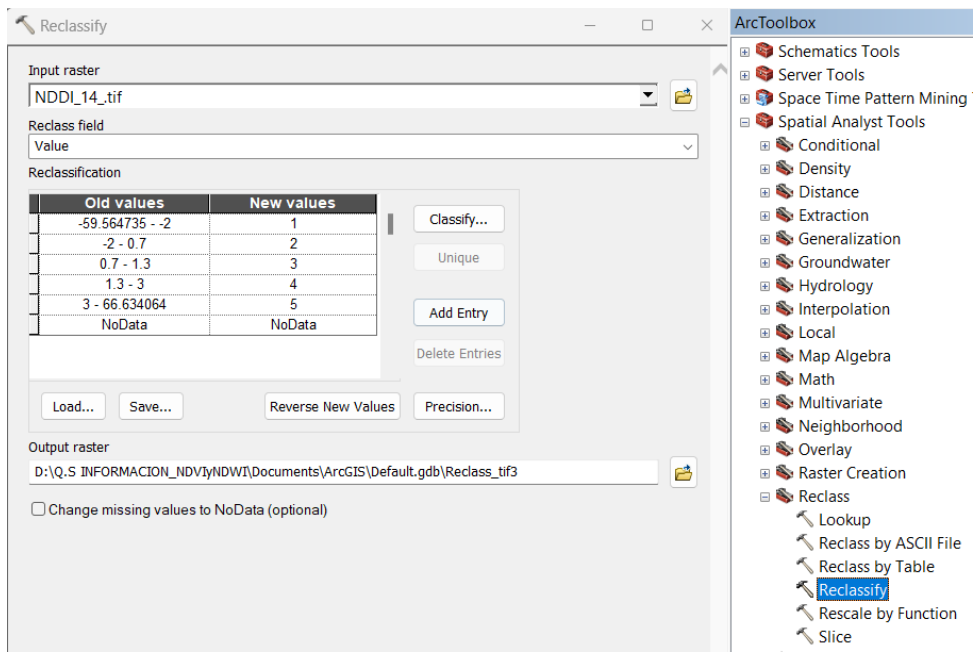 Reclassify
Input raster
NDDI_14_.tif
Reclass field
Value
Reclassification
Old values New values
-59.564735 - -2 1
-2 - 0.7 2
0.7 - 1.3 3
1.3 - 3 4
3 - 66.634064 5
NoData NoData
Classify...
Unique
Add Entry
Delete Entries
Load... Save... Reverse New Values Precision...
Output raster
D:\Q.S INFORMACION_NDVIyNDWI\Documents\ArcGIS\Default.gdb\Reclass_tif3
Change missing values to NoData (optional)
ArcToolbox
Schematics Tools
Server Tools
Space Time Pattern Mining
Spatial Analyst Tools
Conditional
Density
Distance
Extraction
Generalization
Groundwater
Hydrology
Interpolation
Local
Map Algebra
Math
Multivariate
Neighborhood
Overlay
Raster Creation
Reclass
Lookup
Reclass by ASCII File
Reclass by Table
Reclassify
Rescale by Function
Slice